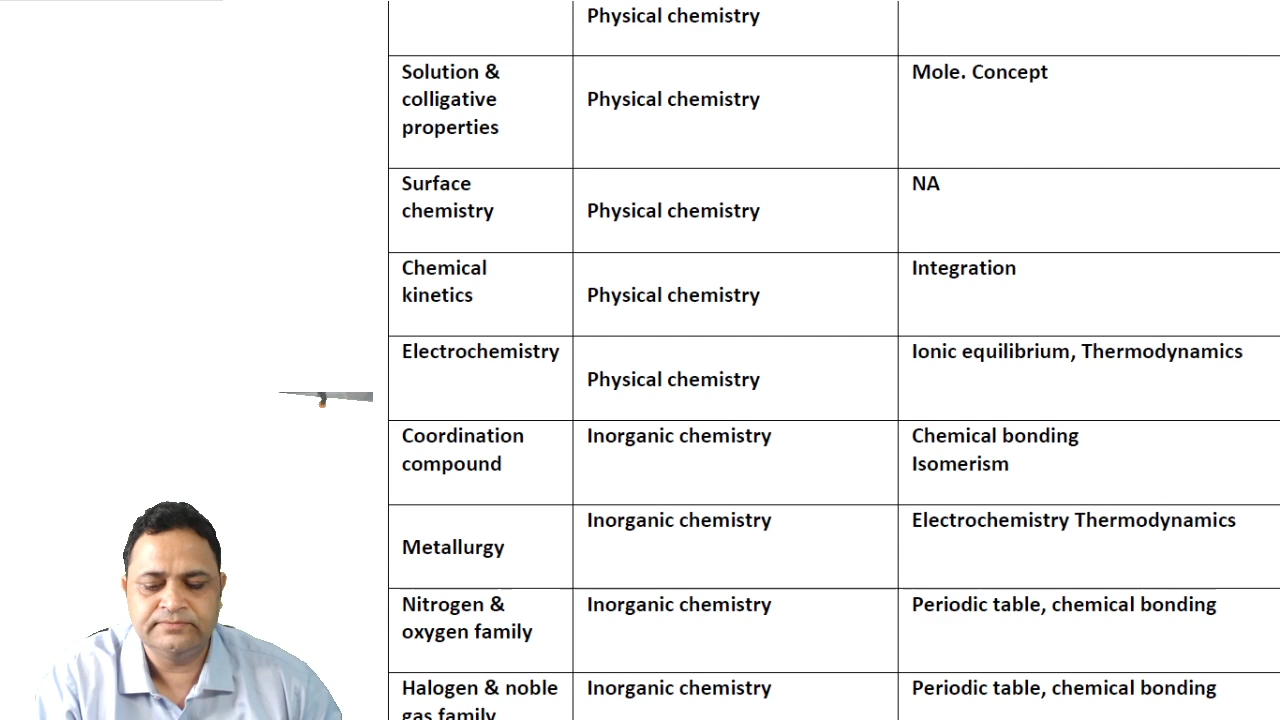 Physical chemistry
Solution &
colligative
properties
Physical chemistry
Mole. Concept
Surface
chemistry
Physical chemistry
NA
Chemical
kinetics
Physical chemistry
Integration
Electrochemistry
Physical chemistry
Ionic equilibrium, Thermodynamics
Coordination
compound
Inorganic chemistry
Chemical bonding
Isomerism
Metallurgy
Inorganic chemistry
Electrochemistry Thermodynamics
Nitrogen &
oxygen family
Inorganic chemistry
Periodic table, chemical bonding
Halogen & noble
gas family
Inorganic chemistry
Periodic table, chemical bonding